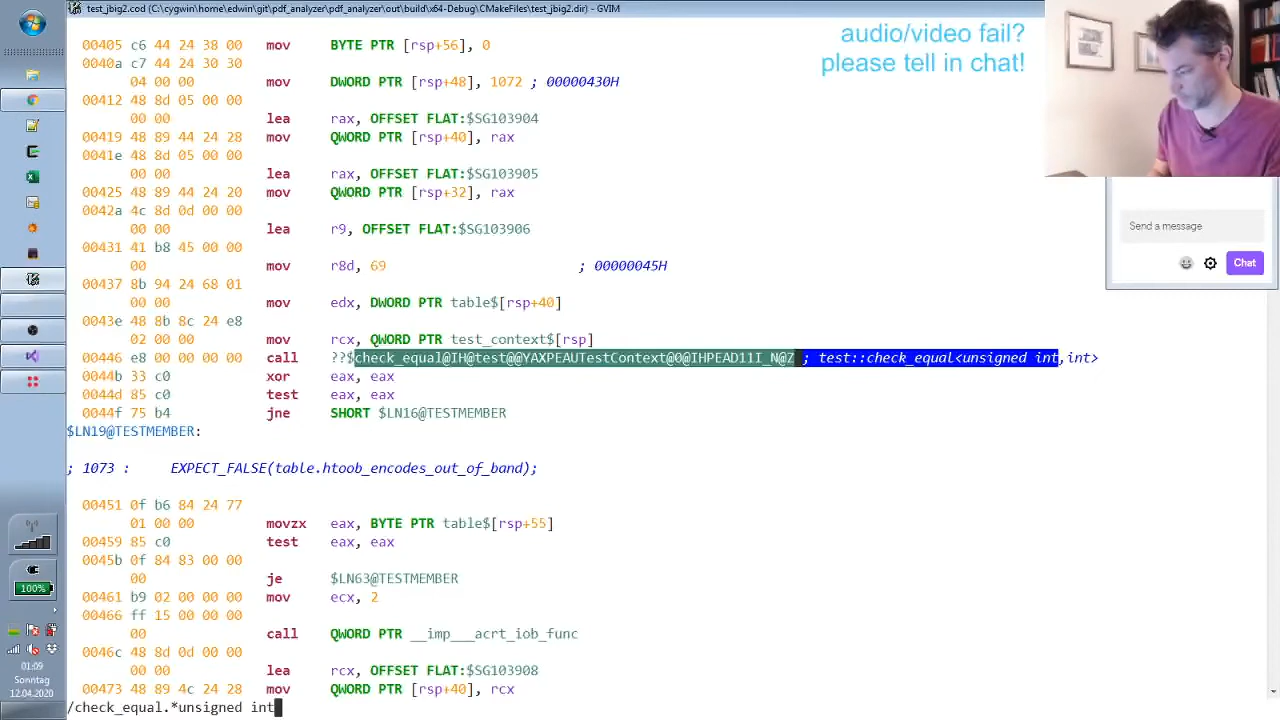 test_jbig2.cod (C:\cygwin\home\edwin\git\pdf_analyzer\pdf_analyzer\out\build\x64-Debug\CMakeFiles\test_jbig2.dir) - GVIM
audio/video fail?
please tell in chat!
00405 c6 44 24 38 00 mov BYTE PTR [rsp+56], 0
0040a c7 44 24 30 30
04 00 00 mov DWORD PTR [rsp+48], 1072 ; 00000430H
00412 48 8d 05 00 00
00 00 lea rax, OFFSET FLAT:$SG103904
00419 48 89 44 24 28 mov QWORD PTR [rsp+40], rax
0041e 48 8d 05 00 00
00 00 lea rax, OFFSET FLAT:$SG103905
00425 48 89 44 24 20 mov QWORD PTR [rsp+32], rax
0042a 4c 8d 0d 00 00
00 00 lea r9, OFFSET FLAT:$SG103906
00431 41 b8 45 00 00
00 mov r8d, 69 ; 00000045H
00437 8b 94 24 68 01
00 00 mov edx, DWORD PTR table$[rsp+40]
0043e 48 8b 8c 24 e8
02 00 00 mov rcx, QWORD PTR test_context$[rsp]
00446 e8 00 00 00 00 call ??$check_equal@IH@test@@YAXPEAUTestContext@0@IHPEAD11I_N@Z ; test::check_equal<unsigned int,int>
0044b 33 c0 xor eax, eax
0044d 85 c0 test eax, eax
0044f 75 b4 jne SHORT $LN16@TESTMEMBER
$LN19@TESTMEMBER:
; 1073 : EXPECT_FALSE(table.htoob_encodes_out_of_band);
00451 0f b6 84 24 77
01 00 00 movzx eax, BYTE PTR table$[rsp+55]
00459 85 c0 test eax, eax
0045b 0f 84 83 00 00
00 je $LN63@TESTMEMBER
00461 b9 02 00 00 00 mov ecx, 2
00466 ff 15 00 00 00
00 call QWORD PTR __imp___acrt_iob_func
0046c 48 8d 0d 00 00
00 00 lea rcx, OFFSET FLAT:$SG103908
00473 48 89 4c 24 28 mov QWORD PTR [rsp+40], rcx
/check_equal.*unsigned int
Send a message
Chat
100%
01:09
Sonntag
12.04.2020